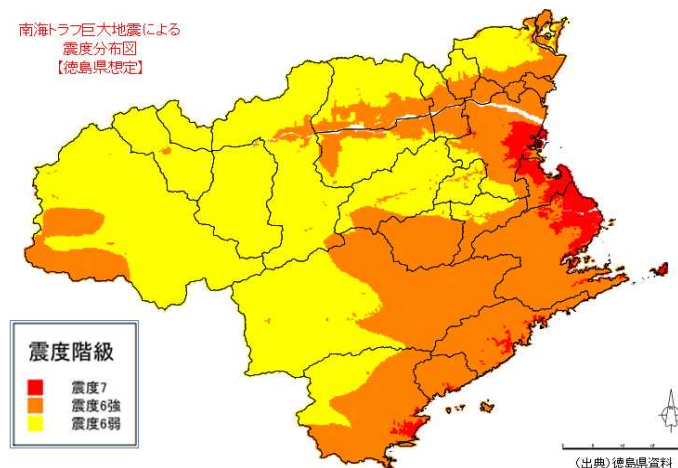 南海トラフ巨大地震による
震度分布図
【徳島県想定】
震度階級
震度7
震度6強
震度6弱
(出典)徳島県資料